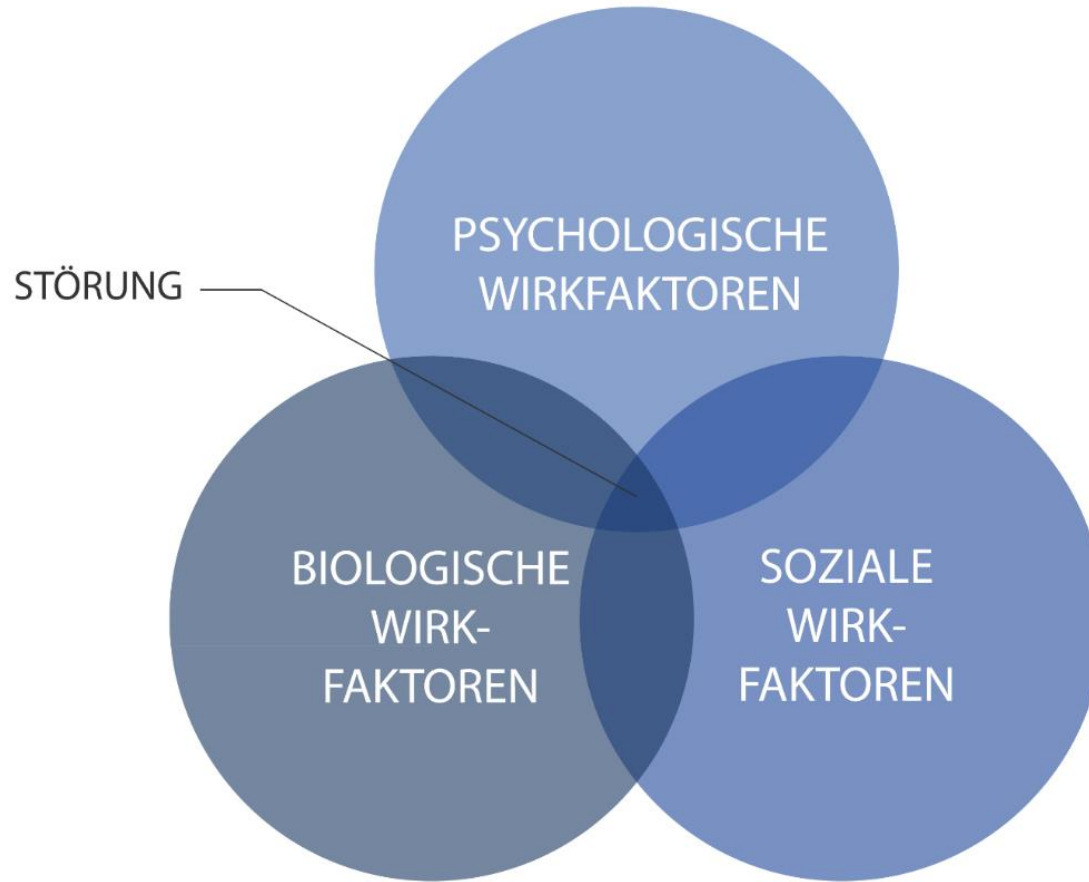 PSYCHOLOGISCHE
WIRKFAKTOREN
STÖRUNG
BIOLOGISCHE
WIRK-
FAKTOREN
SOZIALE
WIRK-
FAKTOREN